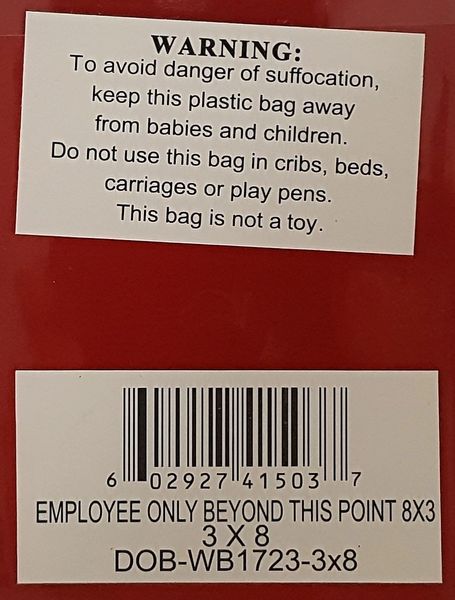 WARNING:
To avoid danger of suffocation,
keep this plastic bag away
from babies and children.
Do not use this bag in cribs, beds,
carriages or play pens.
This bag is not a toy.
6 02927 41503 7
EMPLOYEE ONLY BEYOND THIS POINT 8X3
3 X 8
DOB-WB1723-3x8